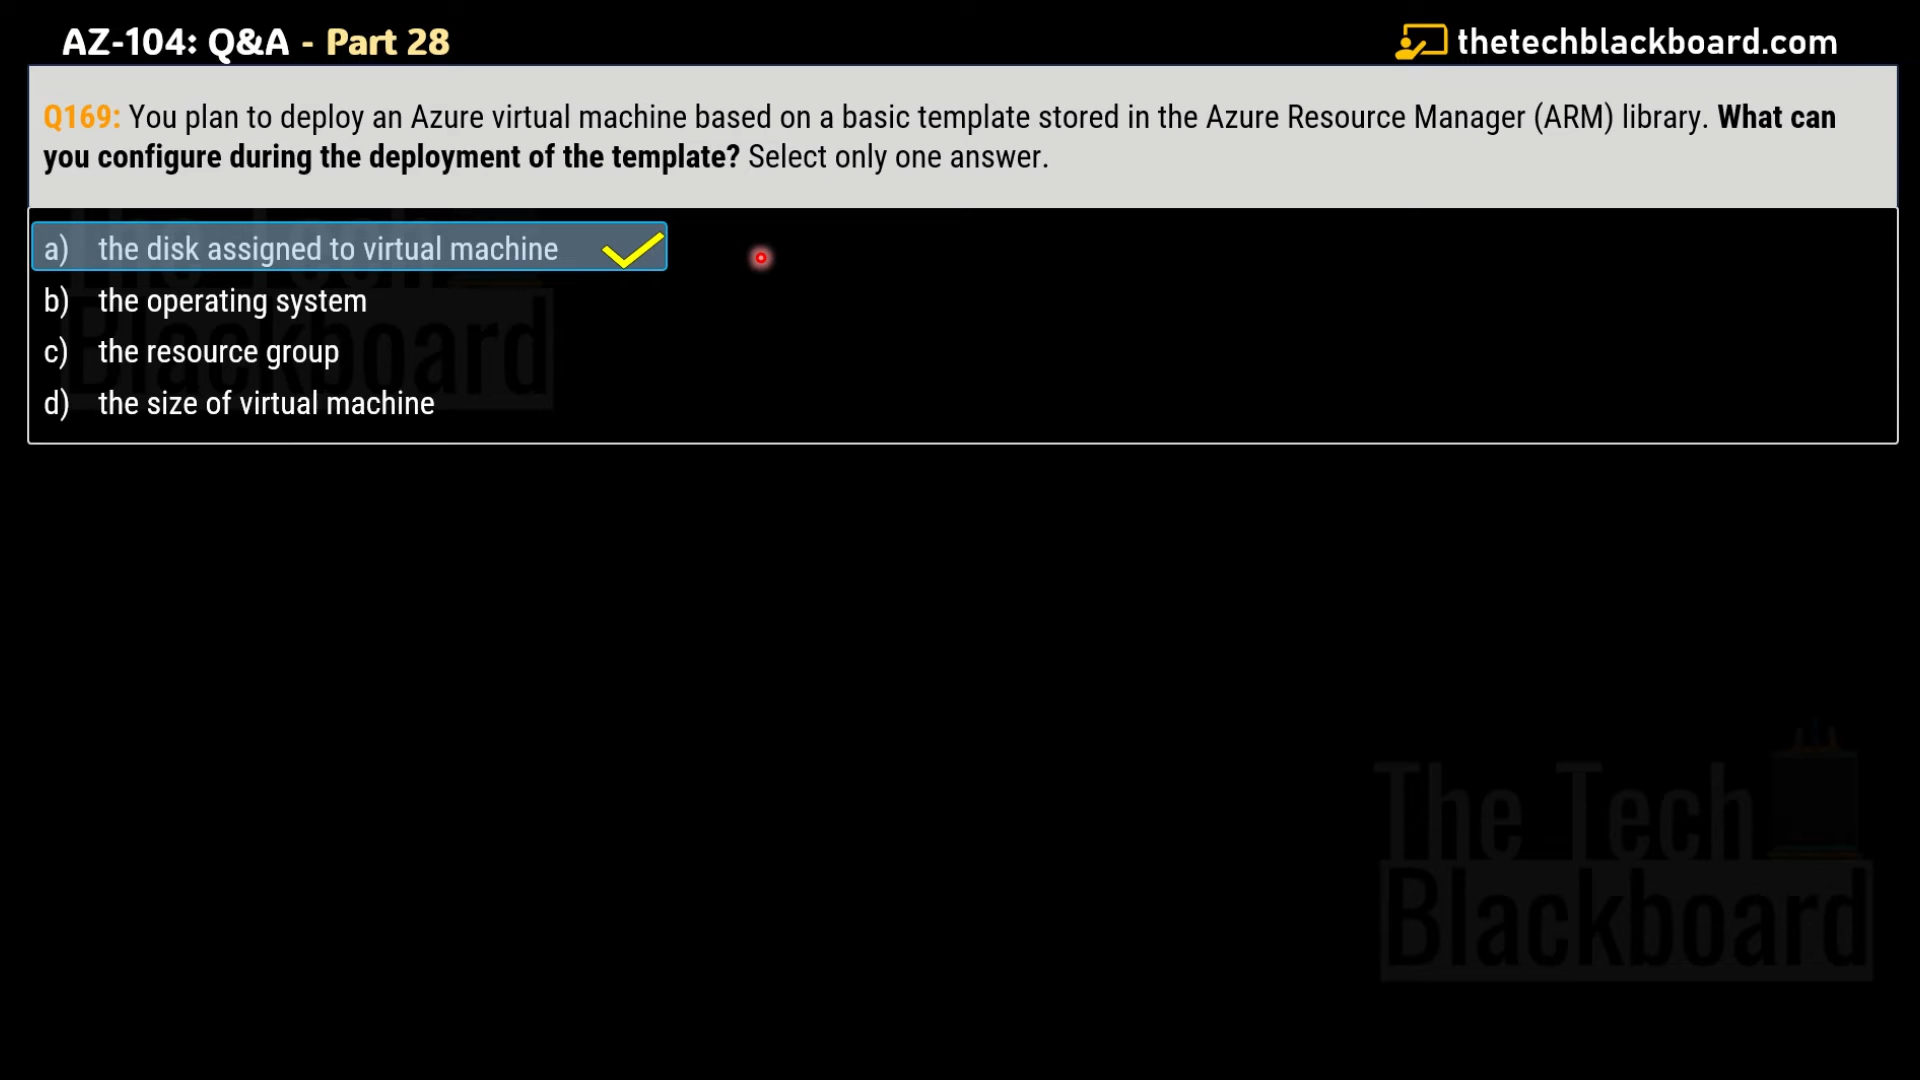 AZ-104: Q&A - Part 28
thetechblackboard.com
Q169: You plan to deploy an Azure virtual machine based on a basic template stored in the Azure Resource Manager (ARM) library. What can
you configure during the deployment of the template? Select only one answer.
a) the disk assigned to virtual machine
b) the operating system
c) the resource group
d) the size of virtual machine
The Tech
Blackboard
The Tech
Blackboard